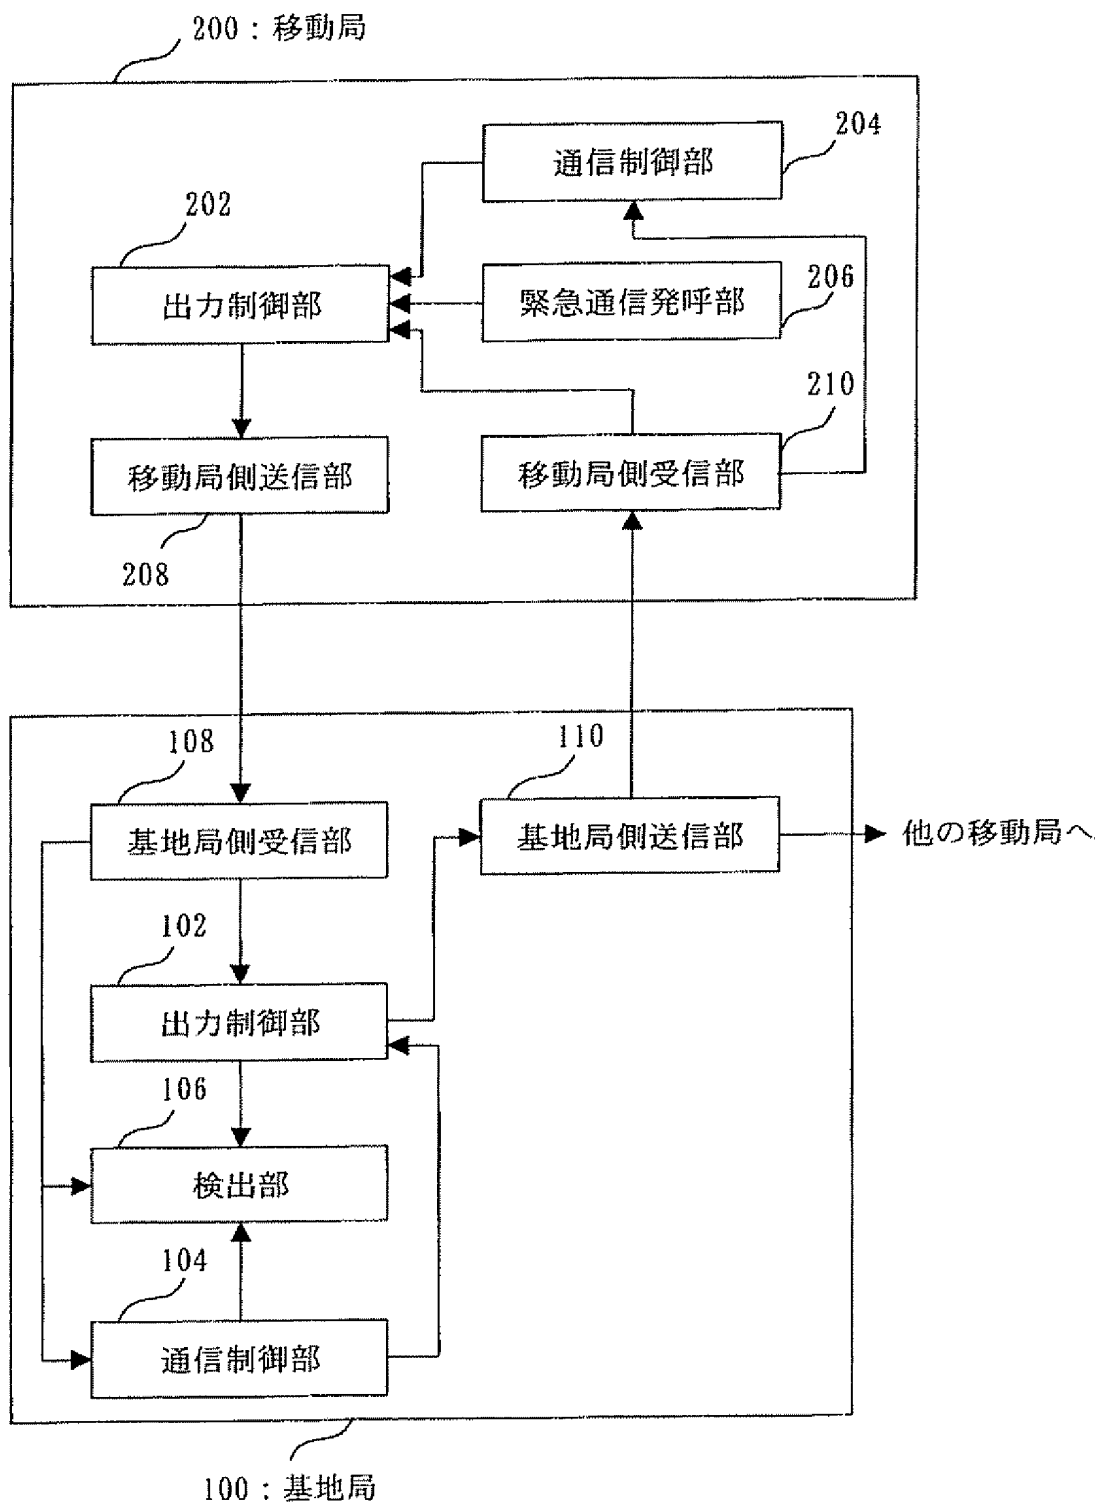 200：移動局
204
通信制御部
202
出力制御部
206
緊急通信発呼部
210
移動局側送信部
移動局側受信部
208
108
110
基地局側受信部
基地局側送信部
他の移動局へ
102
出力制御部
106
検出部
104
通信制御部
100：基地局